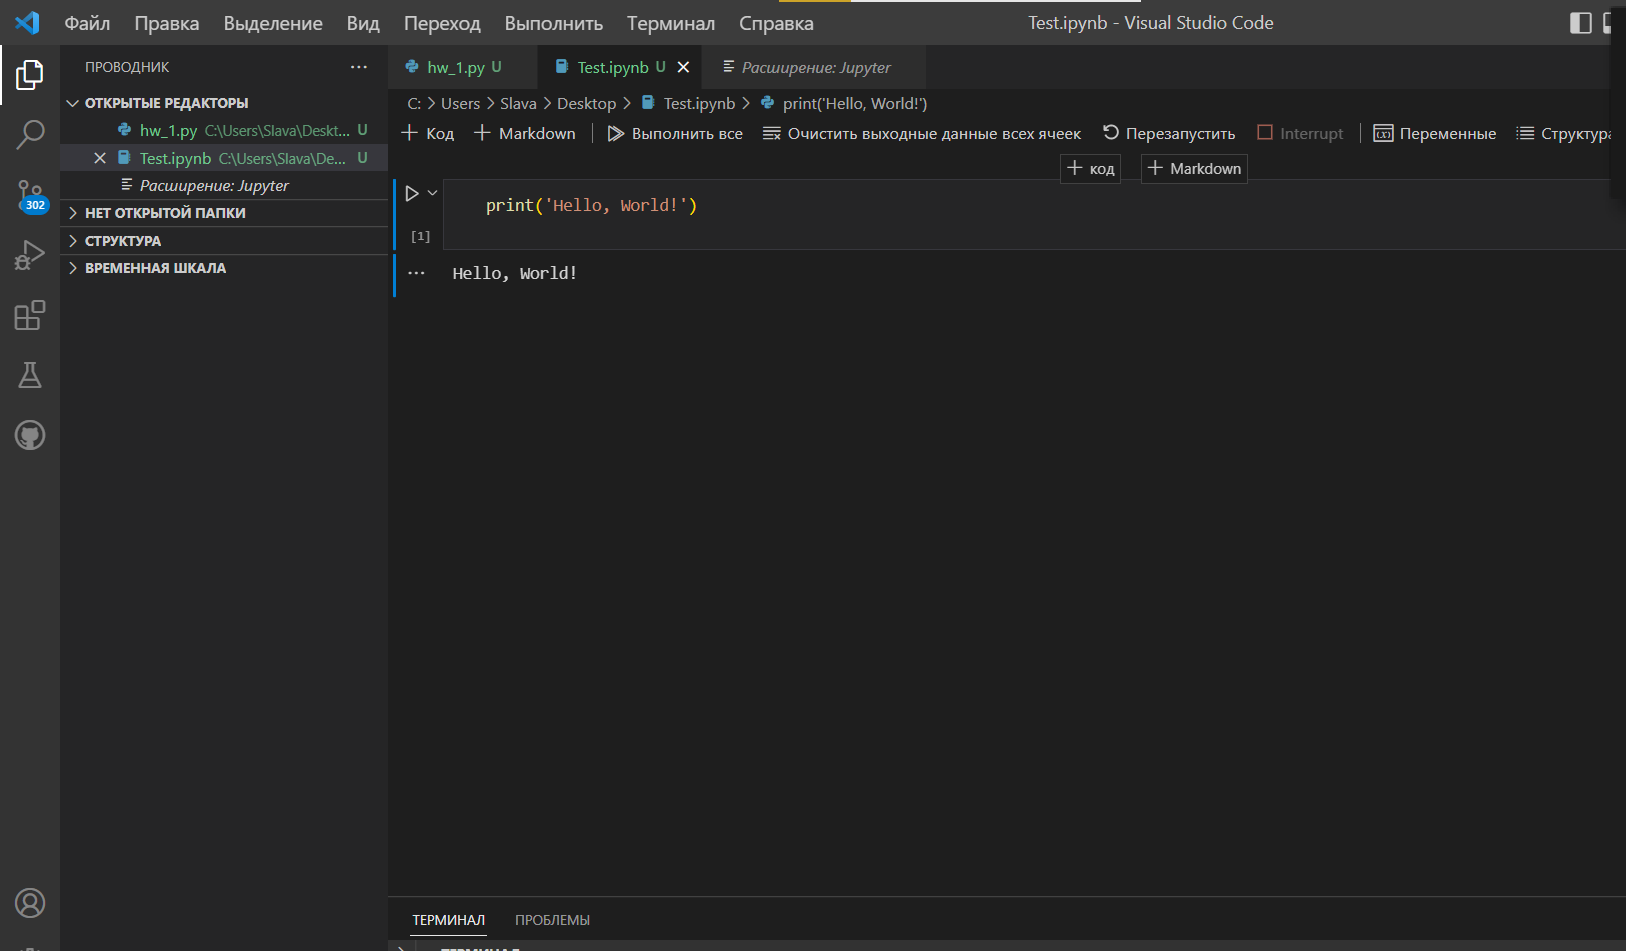 Файл Правка Выделение Вид Переход Выполнить Терминал Справка Test.ipynb - Visual Studio Code
ПРОВОДНИК ...
hw_1.py U Test.ipynb U Расширение: Jupyter
ОТКРЫТЫЕ РЕДАКТОРЫ
hw_1.py C:\Users\Slava\Deskt... U
Test.ipynb C:\Users\Slava\De... U
Расширение: Jupyter
НЕТ ОТКРЫТОЙ ПАПКИ
СТРУКТУРА
ВРЕМЕННАЯ ШКАЛА
302
C: > Users > Slava > Desktop > Test.ipynb > print('Hello, World!')
+ Код + Markdown Выполнить все Очистить выходные данные всех ячеек Перезапустить Interrupt Переменные Структура
+ код + Markdown
print('Hello, World!')
[1]
... Hello, World!
ТЕРМИНАЛ ПРОБЛЕМЫ
ТЕРМИНАЛ